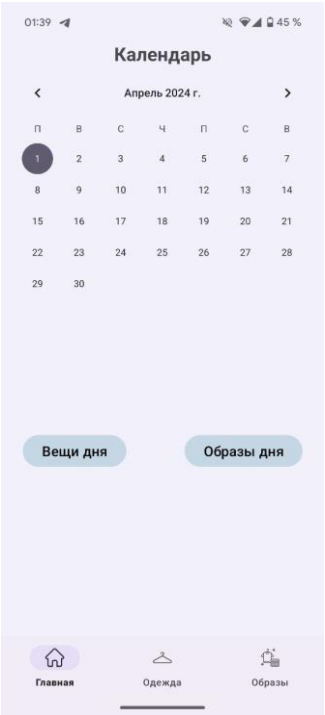 01:39 45 %
Календарь
Апрель 2024 г.
П В С Ч П С В
1 2 3 4 5 6 7
8 9 10 11 12 13 14
15 16 17 18 19 20 21
22 23 24 25 26 27 28
29 30
Вещи дня Образы дня
Главная Одежда Образы